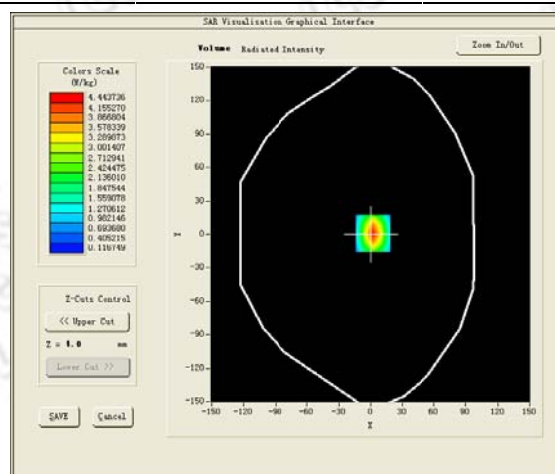 SAR Visualisation Graphical Interface
Volume Radiated Intensity
Zoom In/Out
Colors Scale
(W/kg)
4.443736
4.155270
3.866804
3.578339
3.289873
3.001407
2.712941
2.424475
2.136010
1.847544
1.559078
1.270612
0.982146
0.693680
0.405215
0.116749
Z-Cuts Control
<< Upper Cut
Z = 4.0 mm
Lower Cut >>
SAVE
Cancel
150
120
90
60
30
0
-30
-60
-90
-120
-150
Y
-150 -120 -90 -60 -30 0 30 60 90 120 150
X